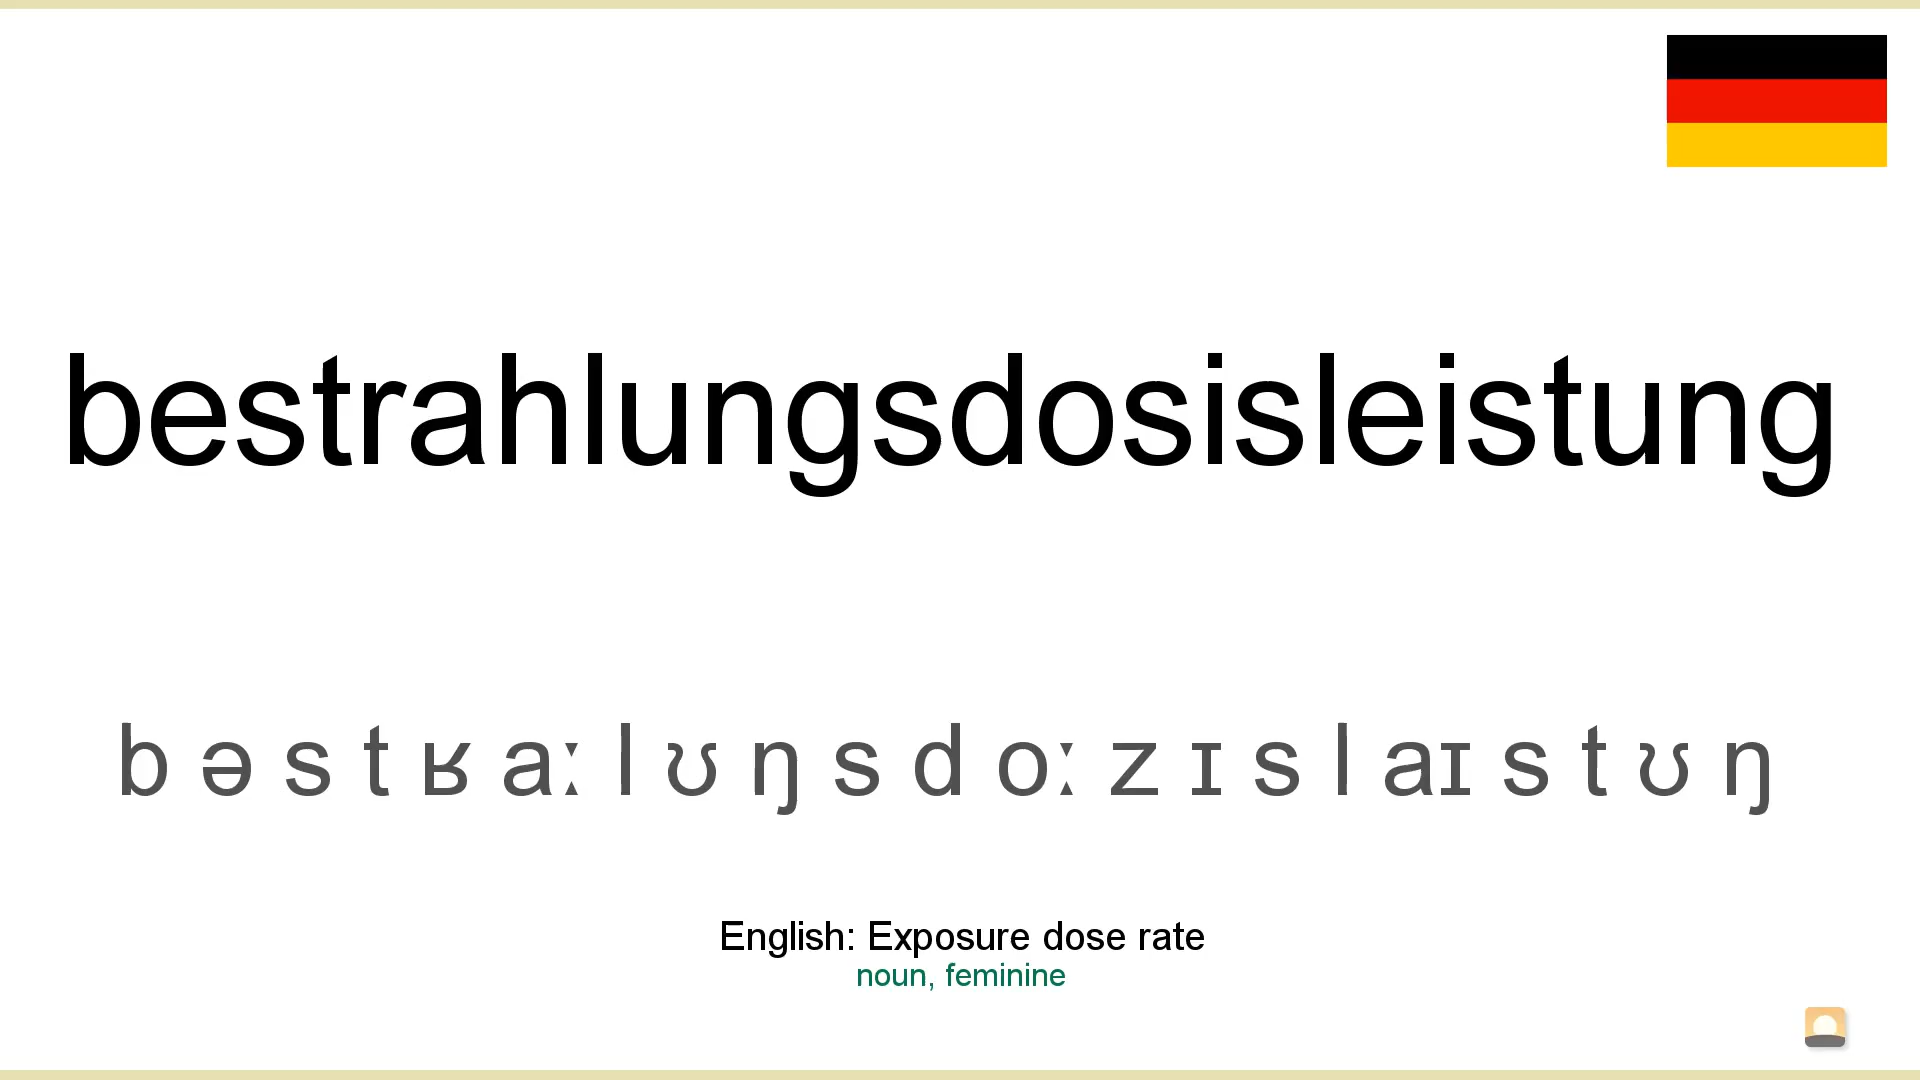 bestrahlungsdosisleistung
b ə s t ʁ aː l ʊ ŋ s d oː z ɪ s l aɪ s t ʊ ŋ
English: Exposure dose rate
noun, feminine